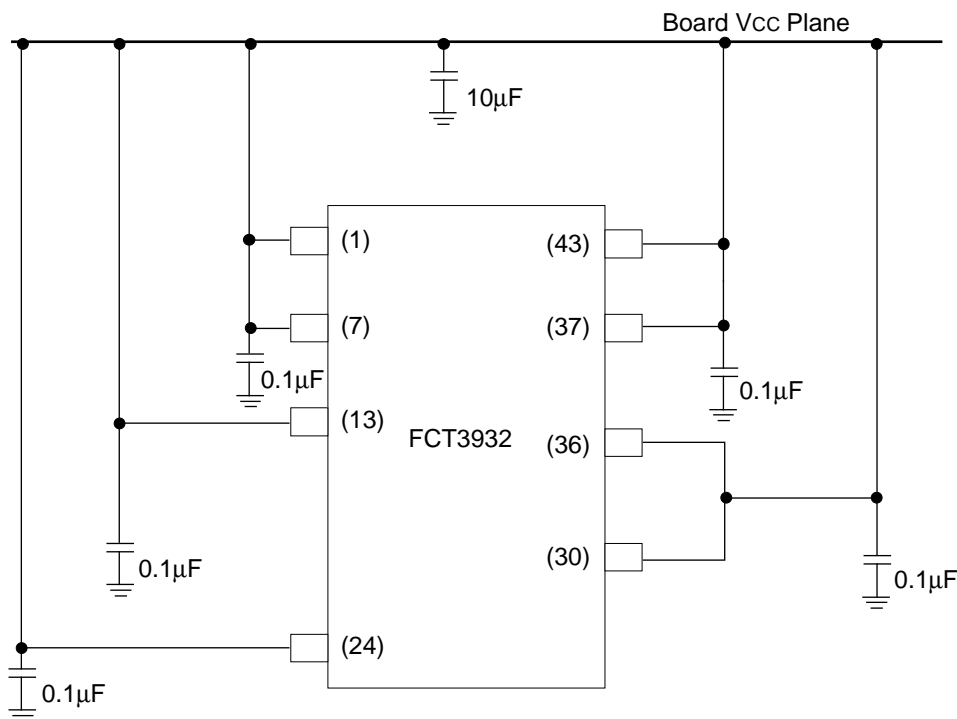 Board VCC Plane
10µF
(1)
(43)
(7)
(37)
0.1µF
0.1µF
(13)
FCT3932
(36)
(30)
0.1µF
0.1µF
(24)
0.1µF